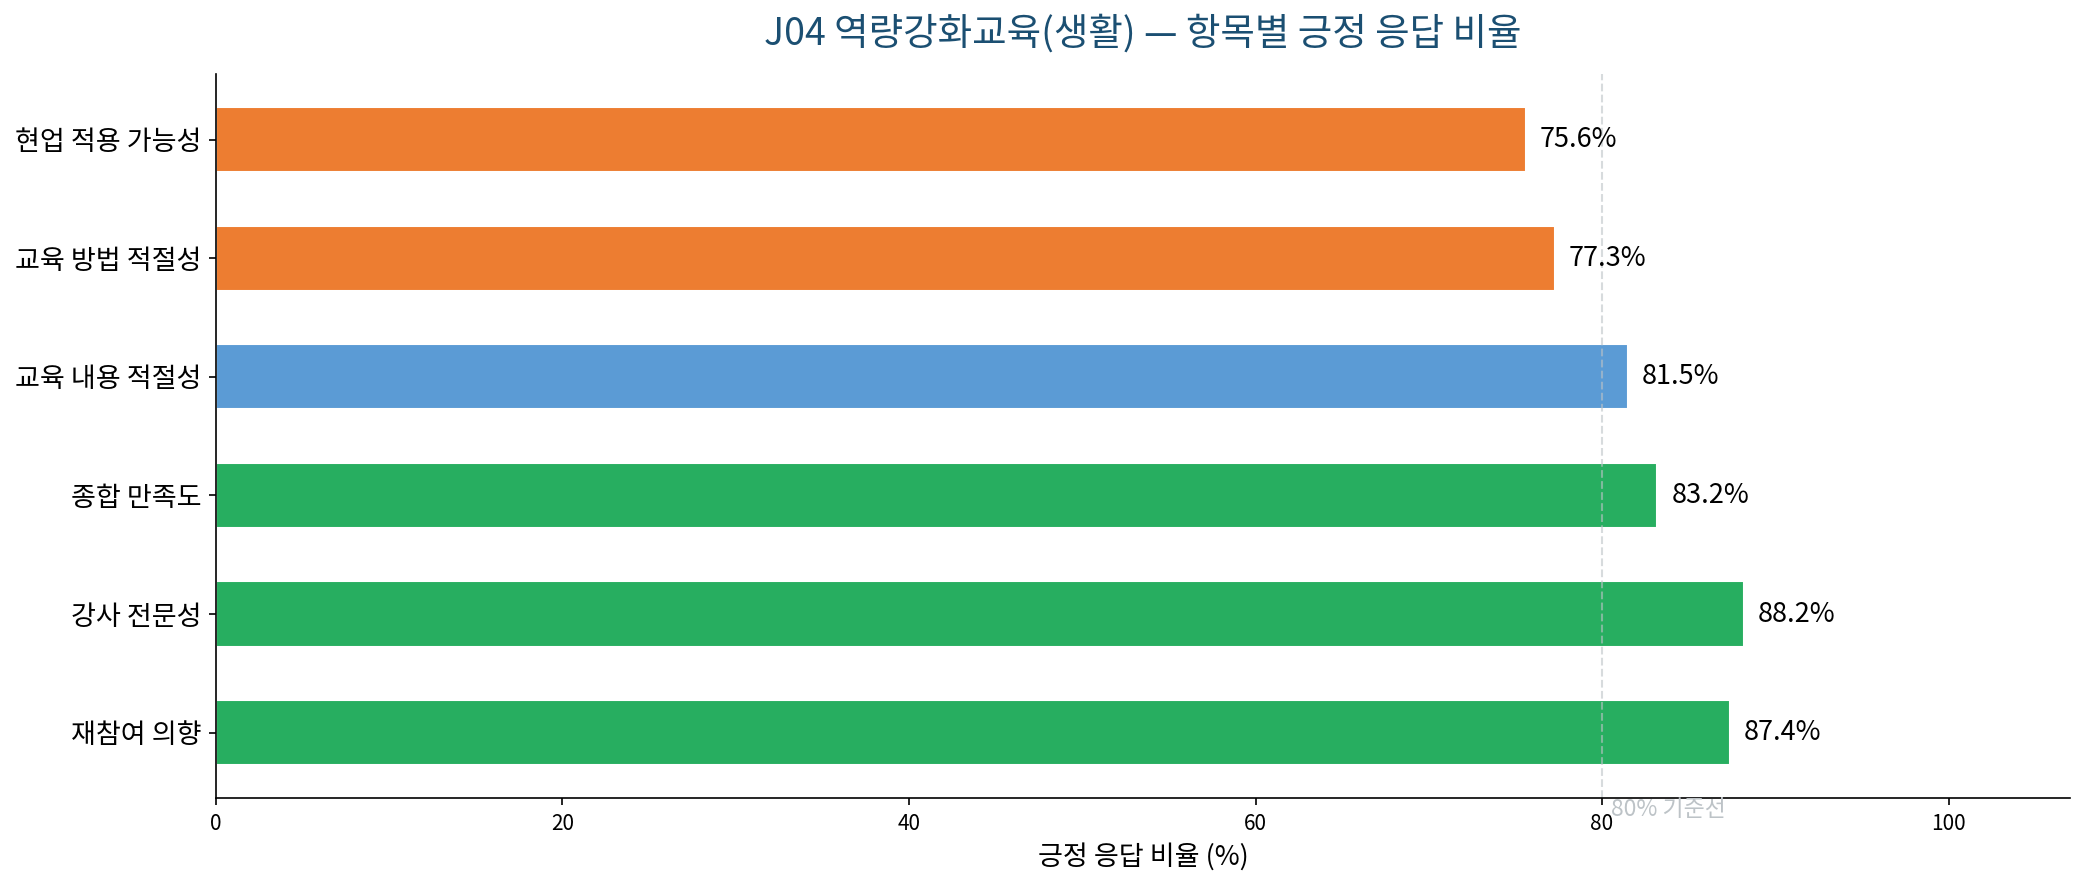 J04 역량강화교육(생활) — 항목별 긍정 응답 비율
현업 적용 가능성 75.6%
교육 방법 적절성 77.3%
교육 내용 적절성 81.5%
종합 만족도 83.2%
강사 전문성 88.2%
재참여 의향 87.4%
80% 기준선
0 20 40 60 80 100
긍정 응답 비율 (%)